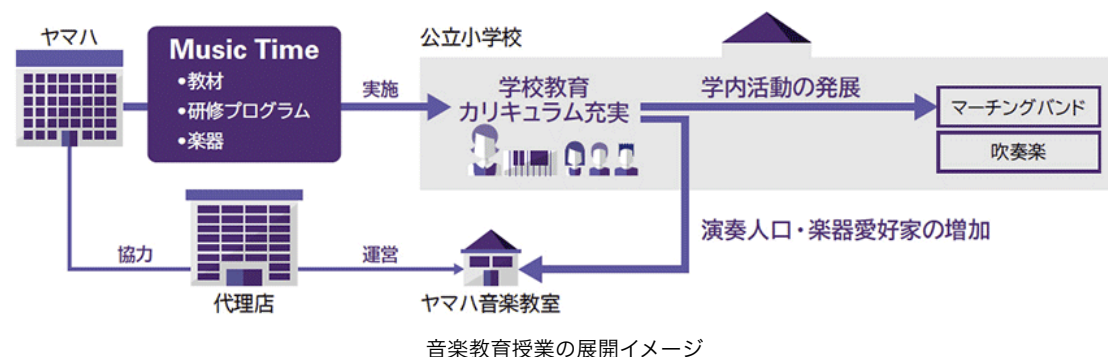 ヤマハ
Music Time
•教材
•研修プログラム
•楽器
実施
公立小学校
学校教育
カリキュラム充実
学内活動の発展
マーチングバンド
吹奏楽
演奏人口・楽器愛好家の増加
協力
代理店
運営
ヤマハ音楽教室
音楽教育授業の展開イメージ